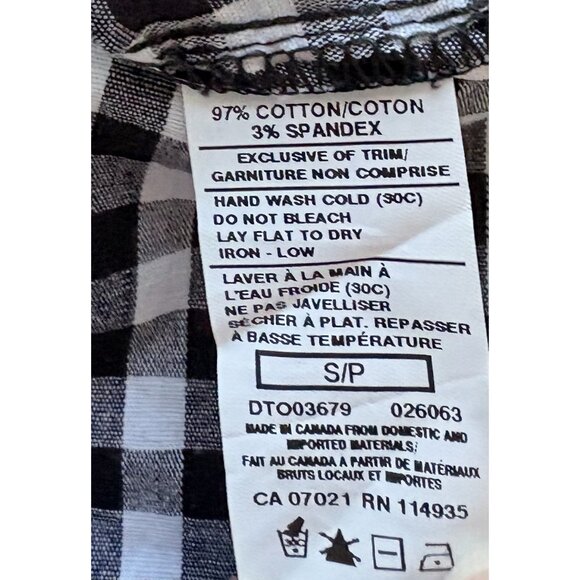 97% COTTON/COTON
3% SPANDEX
EXCLUSIVE OF TRIM/
GARNITURE NON COMPRISE
HAND WASH COLD (30C)
DO NOT BLEACH
LAY FLAT TO DRY
IRON - LOW
LAVER À LA MAIN À
L'EAU FROIDE (30C)
NE PAS JAVELLISER
SÉCHER À PLAT. REPASSER
À BASSE TEMPÉRATURE
S/P
DTO03679 026063
MADE IN CANADA FROM DOMESTIC AND
IMPORTED MATERIALS/
FAIT AU CANADA A PARTIR DE MATÉRIAUX
BRUTS LOCAUX ET IMPORTES
CA 07021 RN 114935